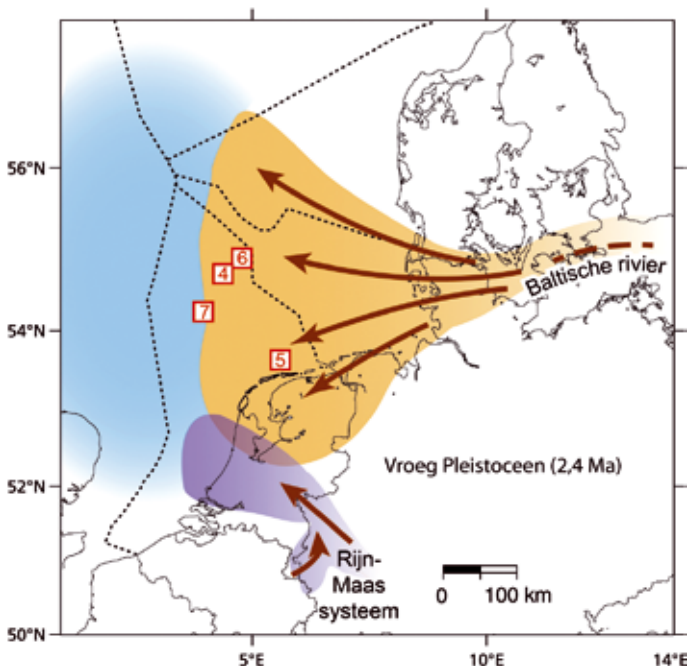 56°N
6
4
Baltische rivier
7
54°N
5
Vroeg Pleistoceen (2,4 Ma)
52°N
Rijn-
Maas
systeem
0 100 km
50°N
5°E 10°E 14°E